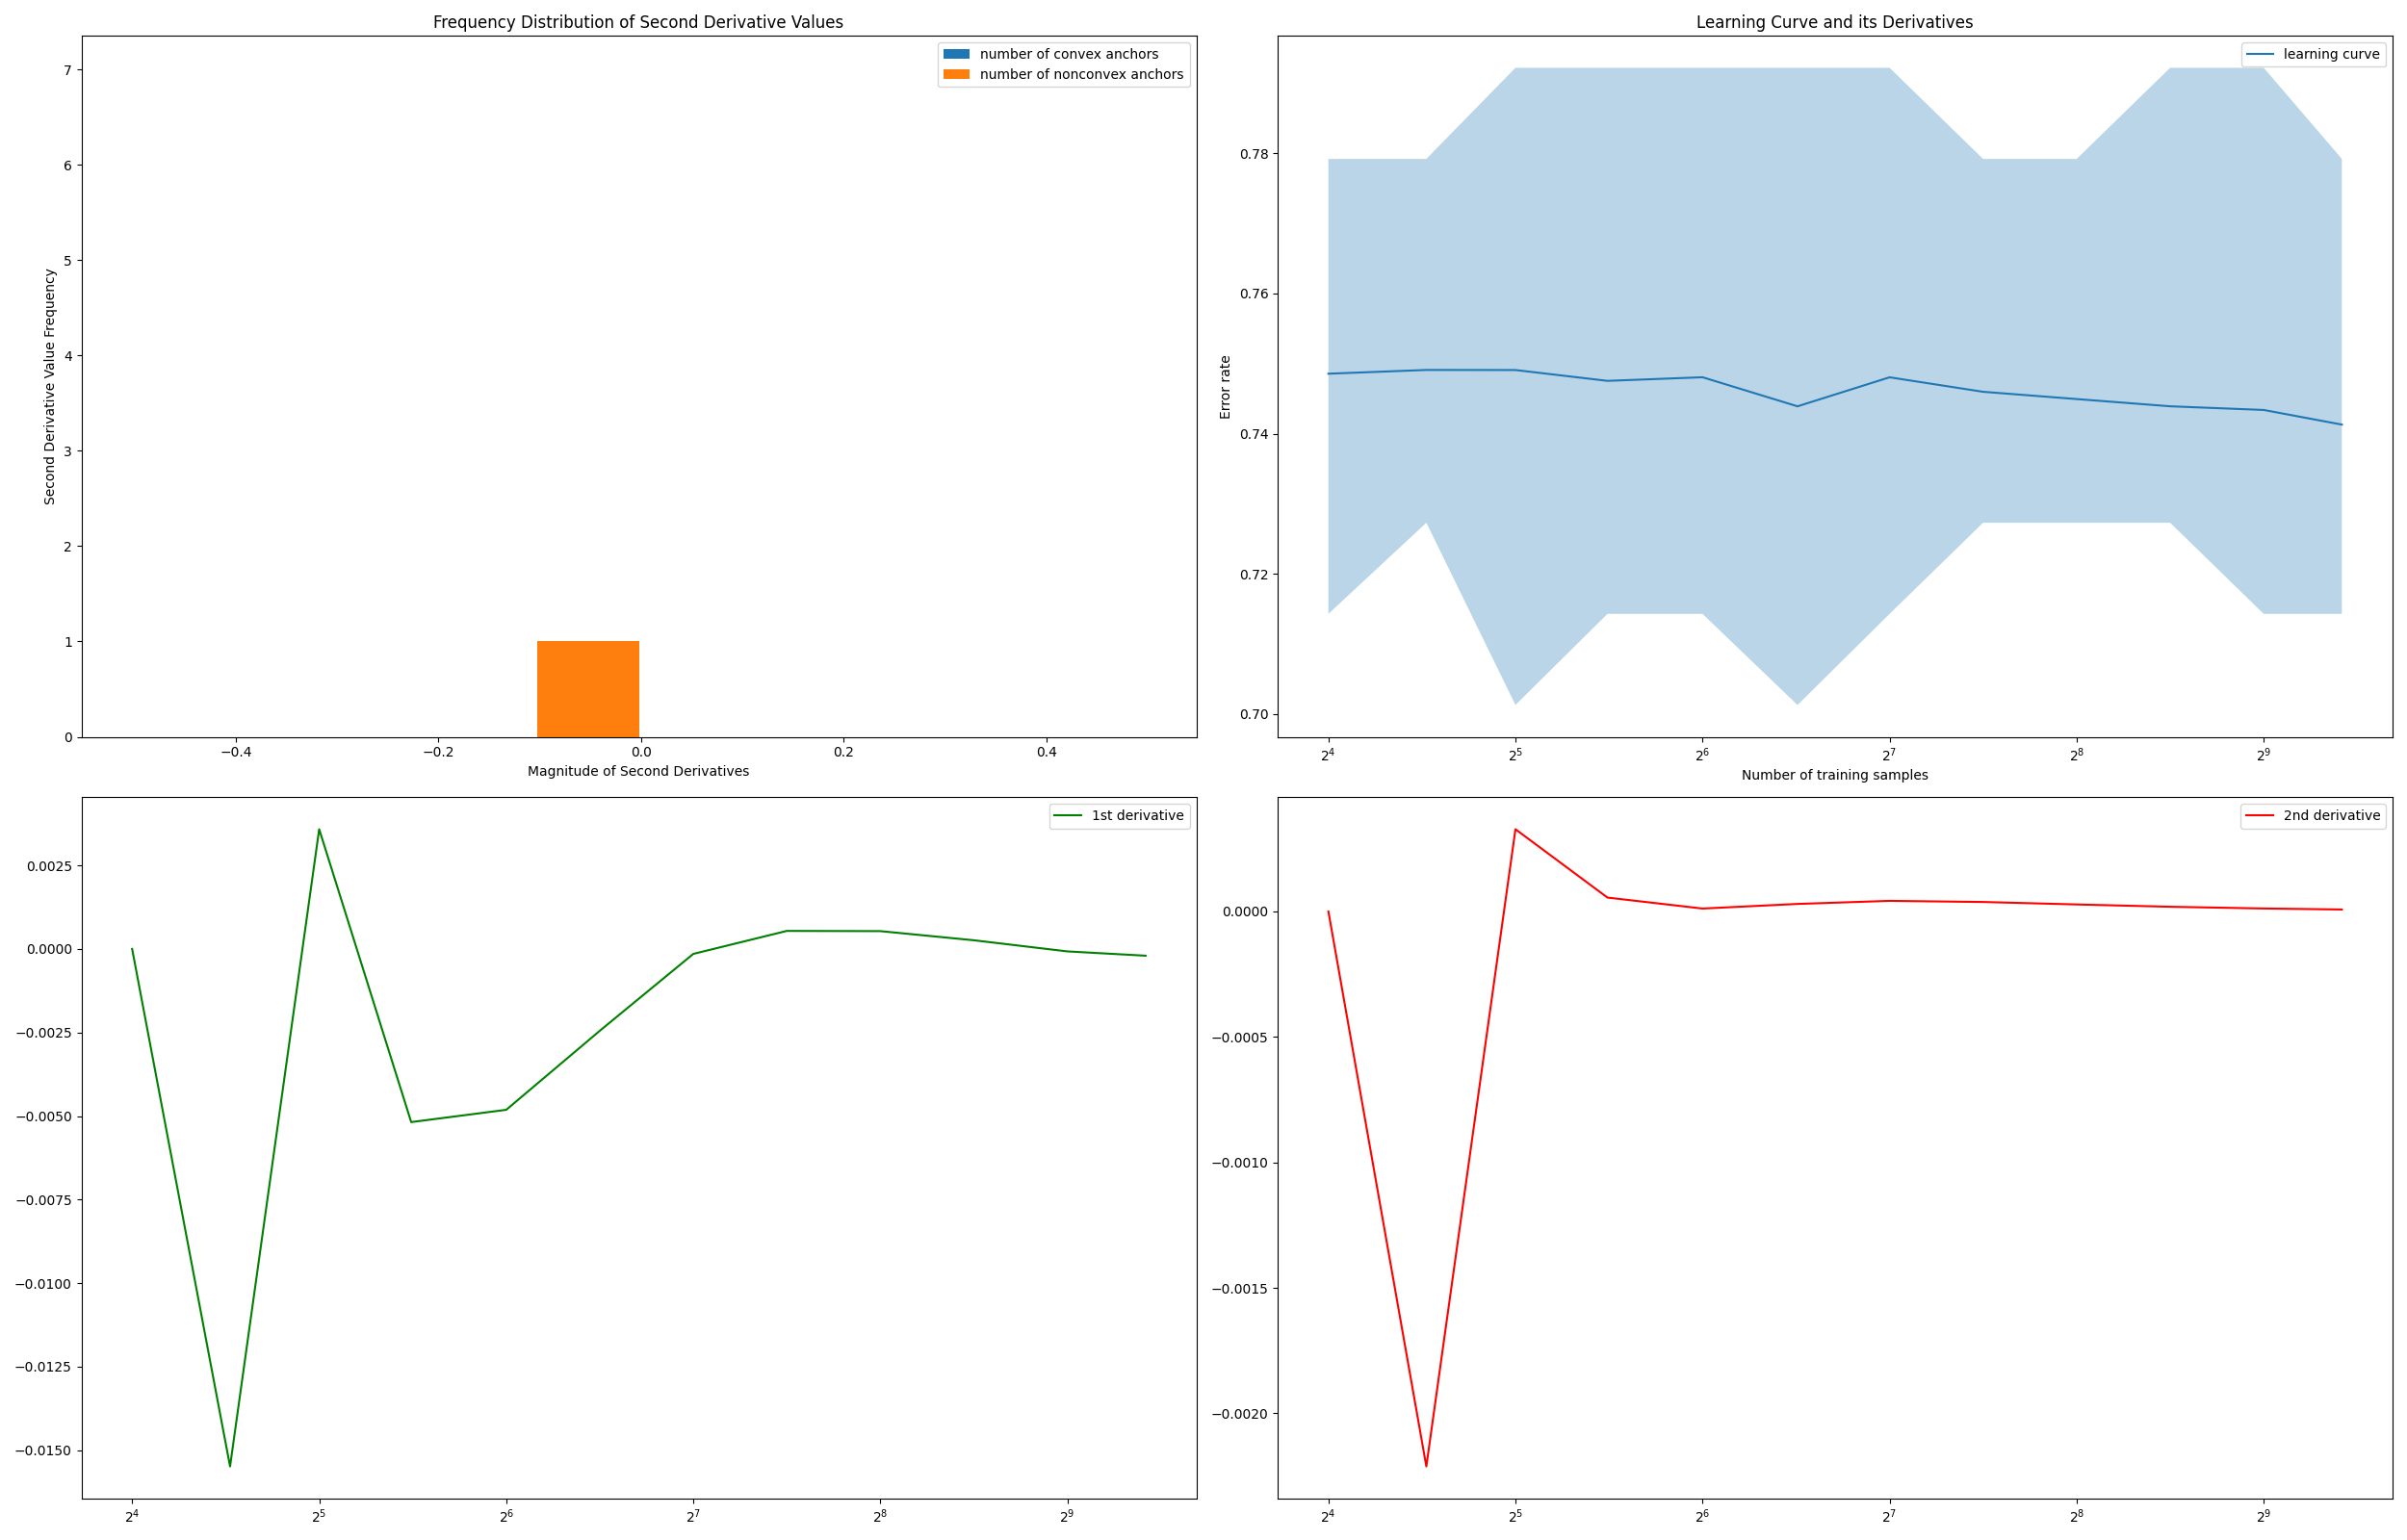 Frequency Distribution of Second Derivative Values
number of convex anchors
number of nonconvex anchors
Second Derivative Value Frequency
7
6
5
4
3
2
1
0
−0.4 −0.2 0.0 0.2 0.4
Magnitude of Second Derivatives
Learning Curve and its Derivatives
learning curve
Error rate
0.78
0.76
0.74
0.72
0.70
2⁴ 2⁵ 2⁶ 2⁷ 2⁸ 2⁹
Number of training samples
1st derivative
0.0025
0.0000
−0.0025
−0.0050
−0.0075
−0.0100
−0.0125
−0.0150
2⁴ 2⁵ 2⁶ 2⁷ 2⁸ 2⁹
2nd derivative
0.0000
−0.0005
−0.0010
−0.0015
−0.0020
2⁴ 2⁵ 2⁶ 2⁷ 2⁸ 2⁹